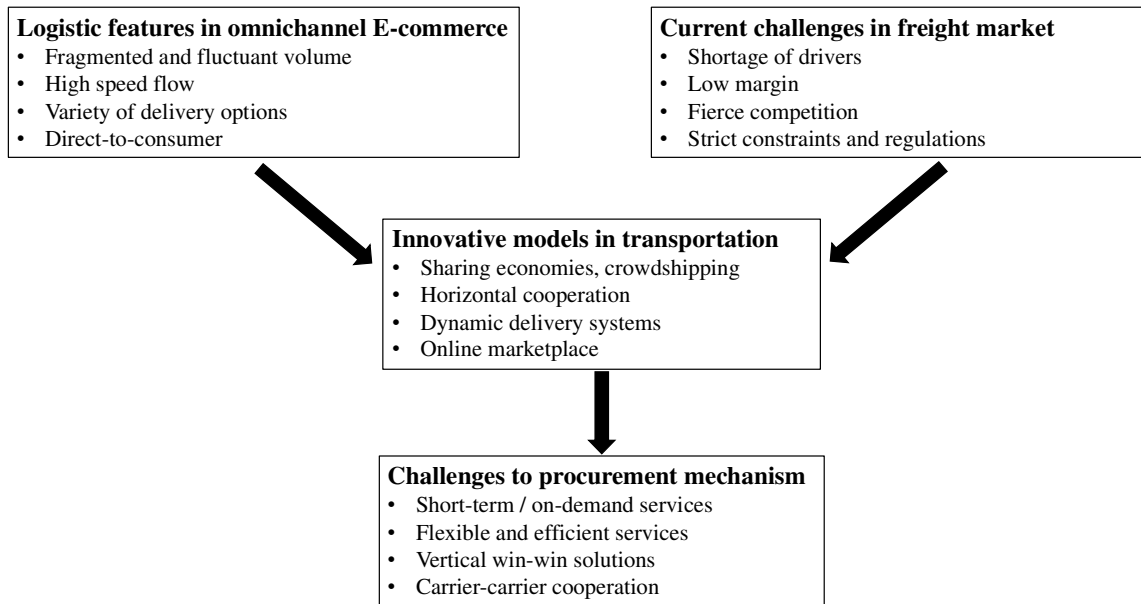 Logistic features in omnichannel E-commerce
• Fragmented and fluctuant volume
• High speed flow
• Variety of delivery options
• Direct-to-consumer
Current challenges in freight market
• Shortage of drivers
• Low margin
• Fierce competition
• Strict constraints and regulations
Innovative models in transportation
• Sharing economies, crowdshipping
• Horizontal cooperation
• Dynamic delivery systems
• Online marketplace
Challenges to procurement mechanism
• Short-term / on-demand services
• Flexible and efficient services
• Vertical win-win solutions
• Carrier-carrier cooperation